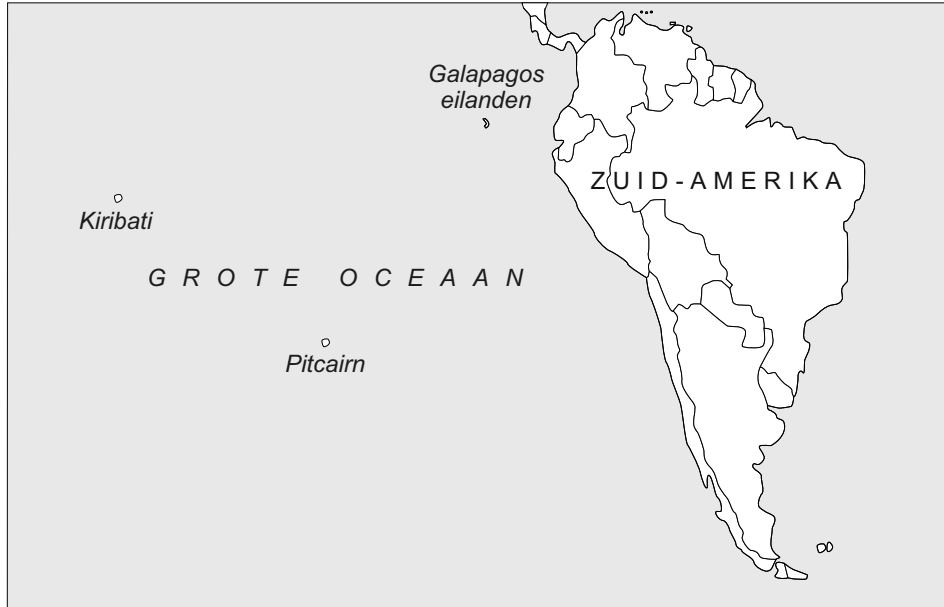 Galapagos
eilanden
ZUID-AMERIKA
Kiribati
GROTE OCEAAN
Pitcairn